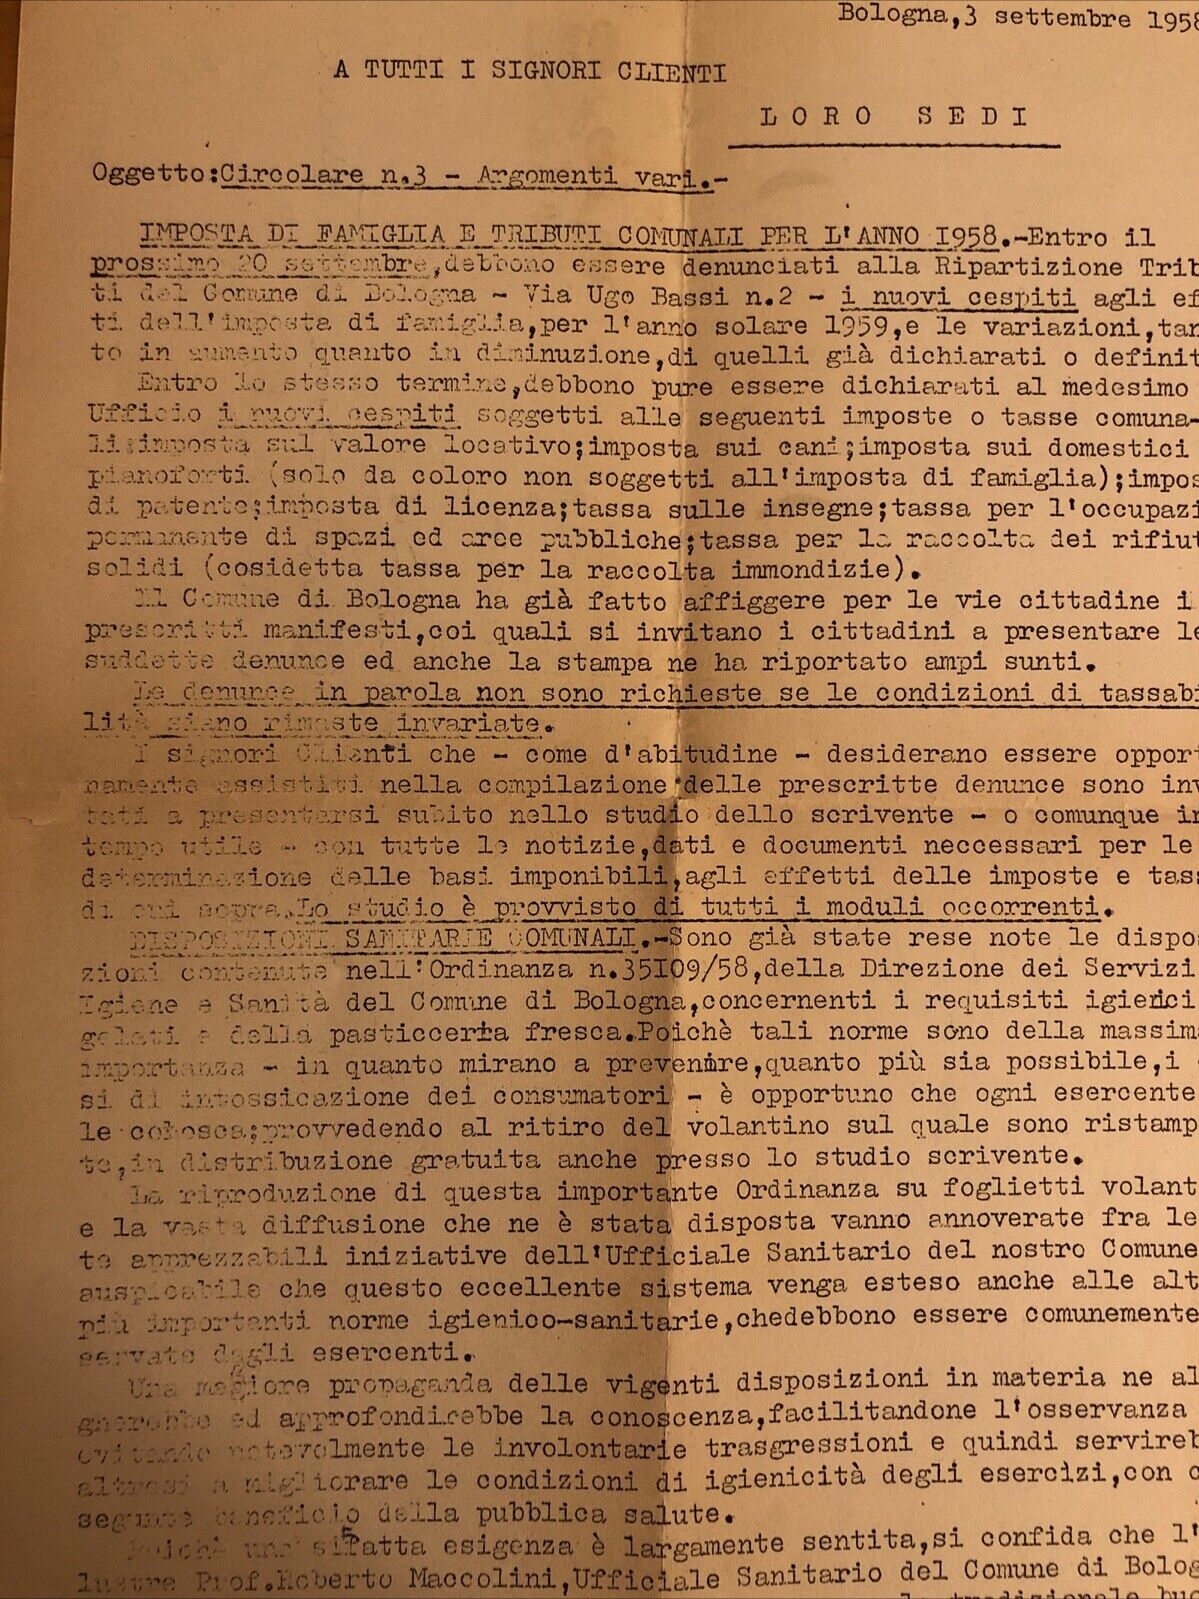 Bologna,3 settembre 1958
A TUTTI I SIGNORI CLIENTI
LORO SEDI
Oggetto:Circolare n.3 - Argomenti vari.-
IMPOSTA DI FAMIGLIA E TRIBUTI COMUNALI PER L'ANNO 1958.-Entro il
prossimo 20 settembre,debbono essere denunciati alla Ripartizione Trib
ti del Comune di Bologna - Via Ugo Bassi n.2 - i nuovi cespiti agli ef
ti dell'imposta di famiglia,per l'anno solare 1959,e le variazioni,tan
to in aumento quanto in diminuzione,di quelli già dichiarati o definit
Entro lo stesso termine,debbono pure essere dichiarati al medesimo
Ufficio i nuovi cespiti soggetti alle seguenti imposte o tasse comuna-
li:imposta sul valore locativo;imposta sui cani;imposta sui domestici
pianoforti (solo da coloro non soggetti all'imposta di famiglia);impos
di patente;imposta di licenza;tassa sulle insegne;tassa per l'occupazi
permanente di spazi ed aree pubbliche;tassa per la raccolta dei rifiut
solidi (cosidetta tassa per la raccolta immondizie).
Il Comune di Bologna ha già fatto affiggere per le vie cittadine i
prescritti manifesti,coi quali si invitano i cittadini a presentare le
suddette denunce ed anche la stampa ne ha riportato ampi sunti.
Le denunce in parola non sono richieste se le condizioni di tassabi
lità siano rimaste invariate.
I signori Clienti che - come d'abitudine - desiderano essere opport
namente assistiti nella compilazione delle prescritte denunce sono inv
tati a presentarsi subito nello studio dello scrivente - o comunque in
tempo utile - con tutte le notizie,dati e documenti neccessari per le
determinazione delle basi imponibili,agli effetti delle imposte e tass
di cui sopra.Lo studio è provvisto di tutti i moduli occorrenti.
DISPOSIZIONI SANITARIE COMUNALI.-Sono già state rese note le dispo
zioni contenute nell'Ordinanza n.35I09/58,della Direzione dei Servizi
Igiene e Sanità del Comune di Bologna,concernenti i requisiti igienici
gelati e della pasticceria fresca.Poichè tali norme sono della massima
importanza - in quanto mirano a prevenire,quanto più sia possibile,i
si di intossicazione dei consumatori - è opportuno che ogni esercente
le conosca;provvedendo al ritiro del volantino sul quale sono ristamp
te,in distribuzione gratuita anche presso lo studio scrivente.
La riproduzione di questa importante Ordinanza su foglietti volant
e la vasta diffusione che ne è stata disposta vanno annoverate fra le
te apprezzabili iniziative dell'Ufficiale Sanitario del nostro Comune
auspicabile che questo eccellente sistema venga esteso anche alle alt
più importanti norme igienico-sanitarie,chedebbono essere comunemente
servate degli esercenti.
Una maggiore propaganda delle vigenti disposizioni in materia ne al
gherebbe ed approfondirebbe la conoscenza,facilitandone l'osservanza
evitando notevolmente le involontarie trasgressioni e quindi servireb
altresì a migliorare le condizioni di igienicità degli esercizi,con c
seguente beneficio della pubblica salute.
Poichè una sifatta esigenza è largamente sentita,si confida che l'
lustre Prof.Roberto Maccolini,Ufficiale Sanitario del Comune di Bolog
la tradizionale buo